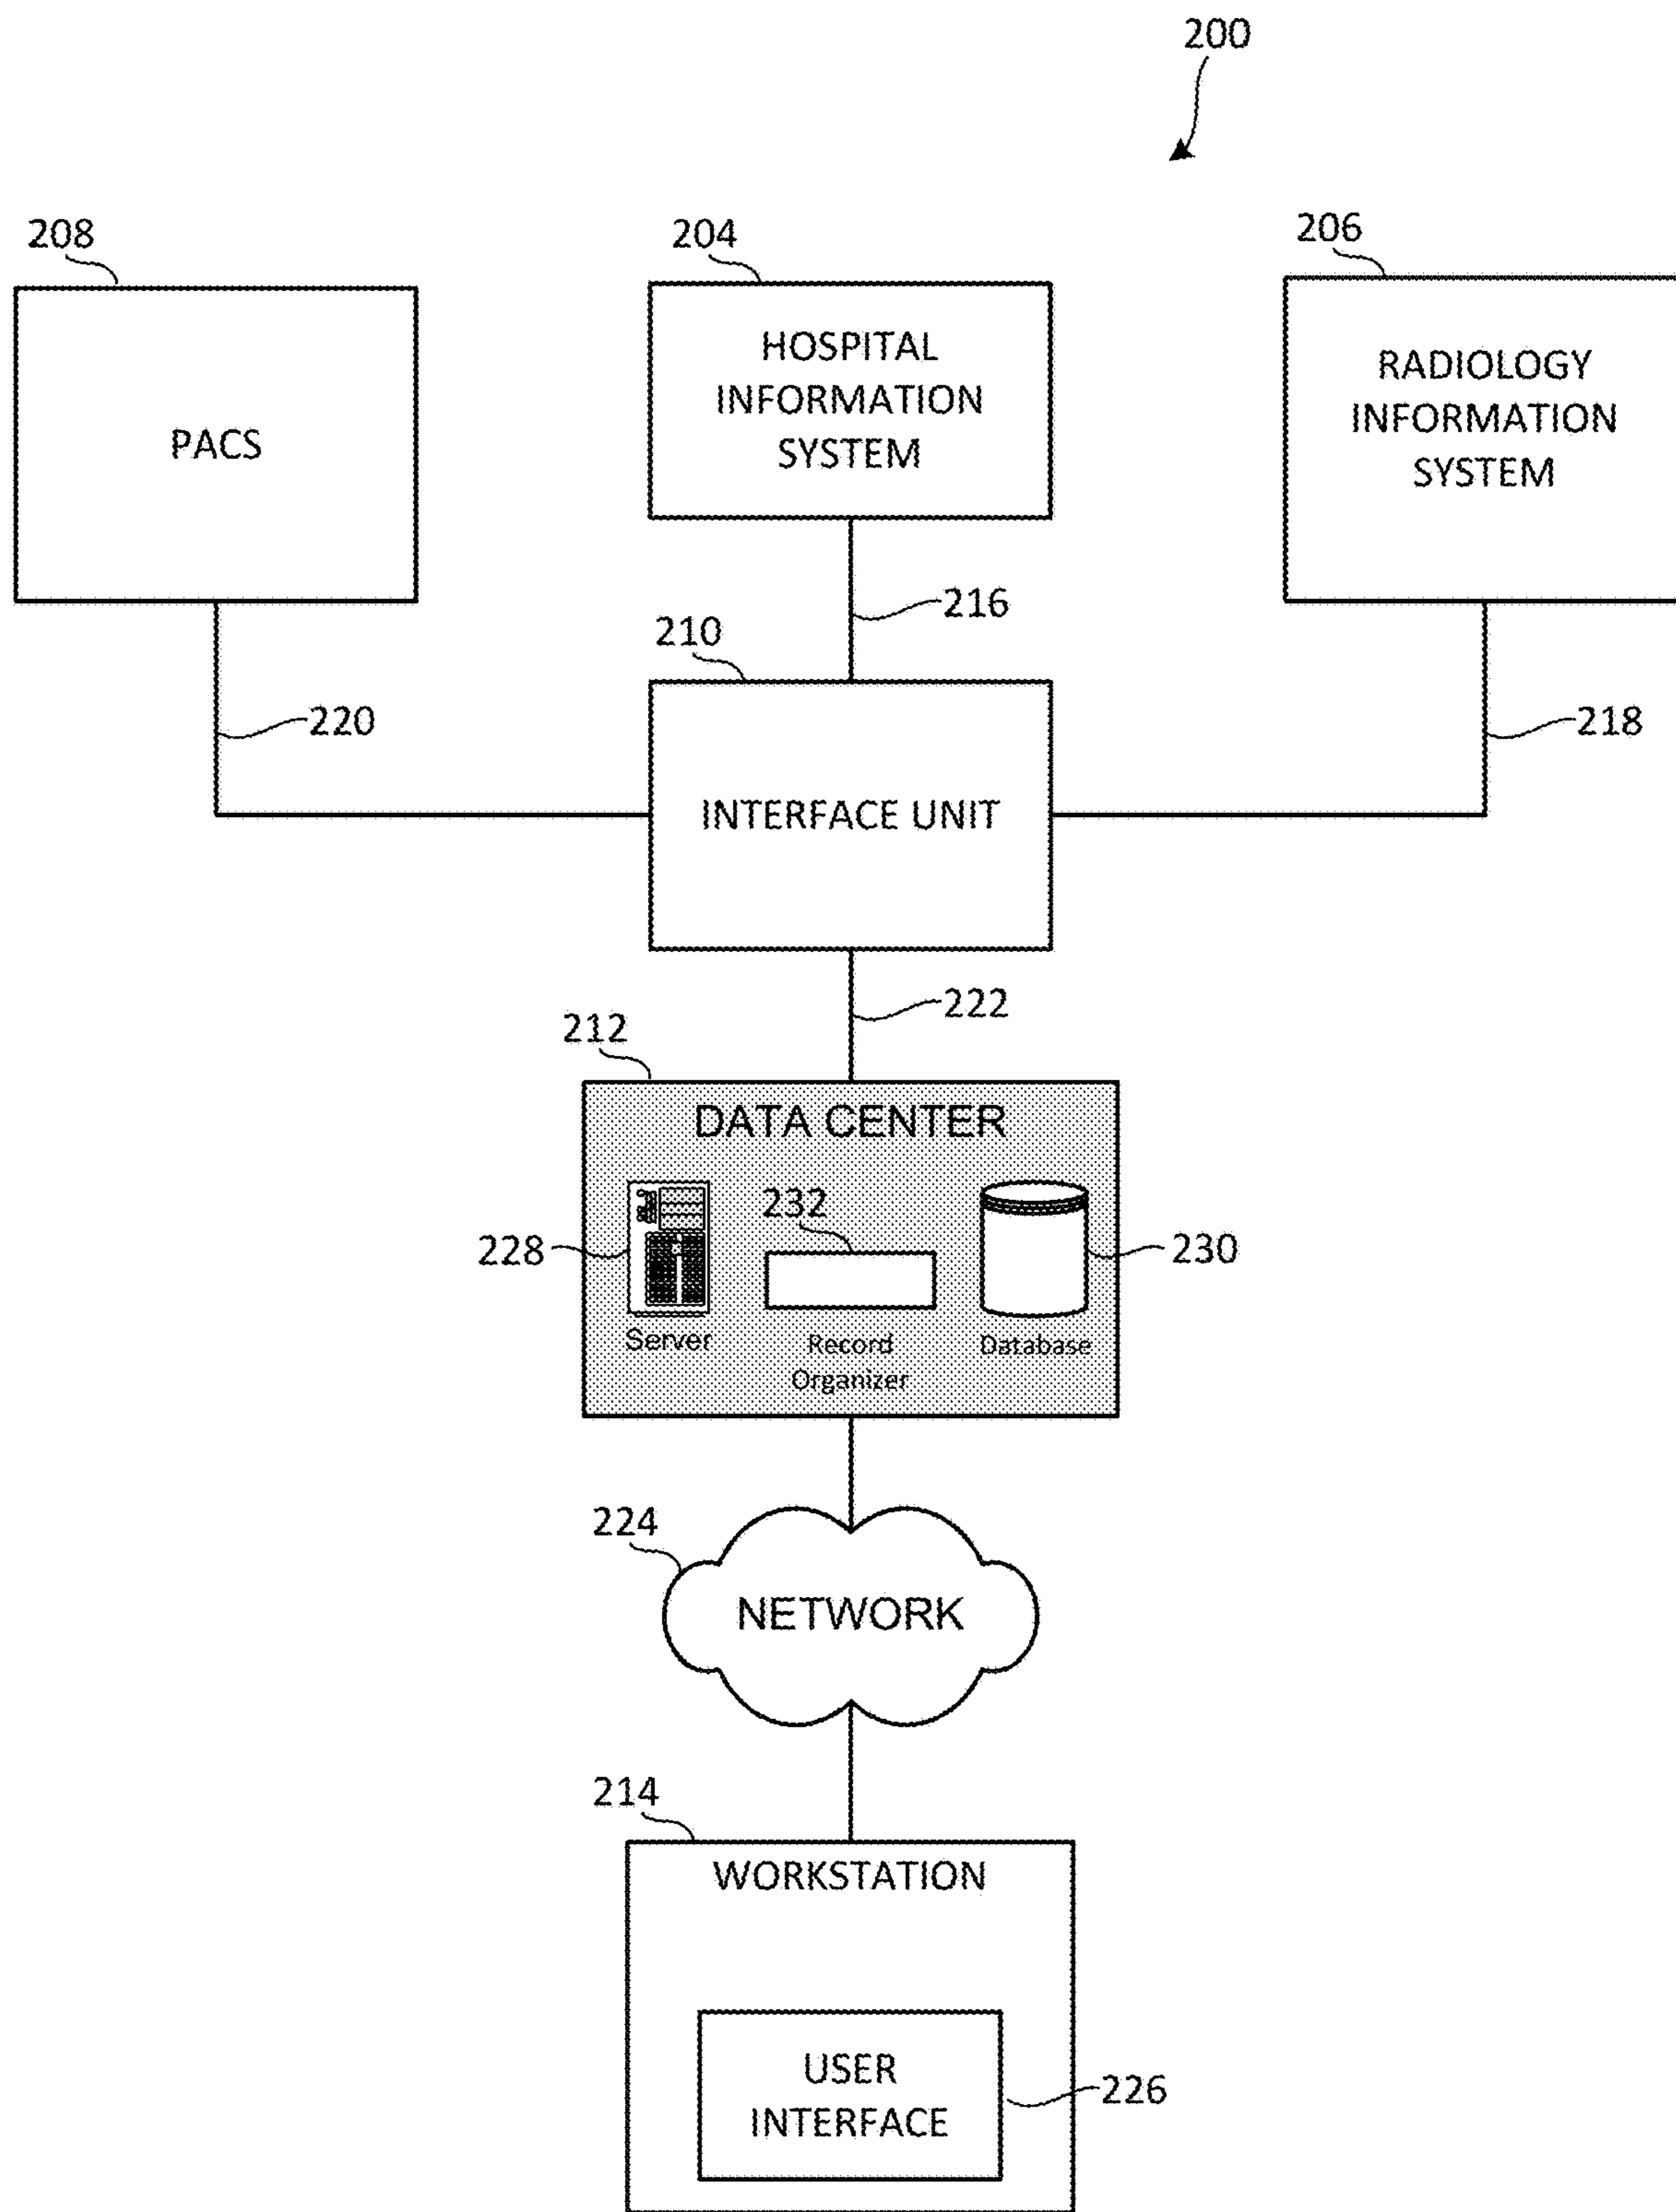 200
208
204
206
PACS
HOSPITAL
INFORMATION
SYSTEM
RADIOLOGY
INFORMATION
SYSTEM
216
210
220
218
INTERFACE UNIT
222
212
DATA CENTER
232
228
230
Server
Record
Organizer
Database
224
NETWORK
214
WORKSTATION
USER
INTERFACE
226